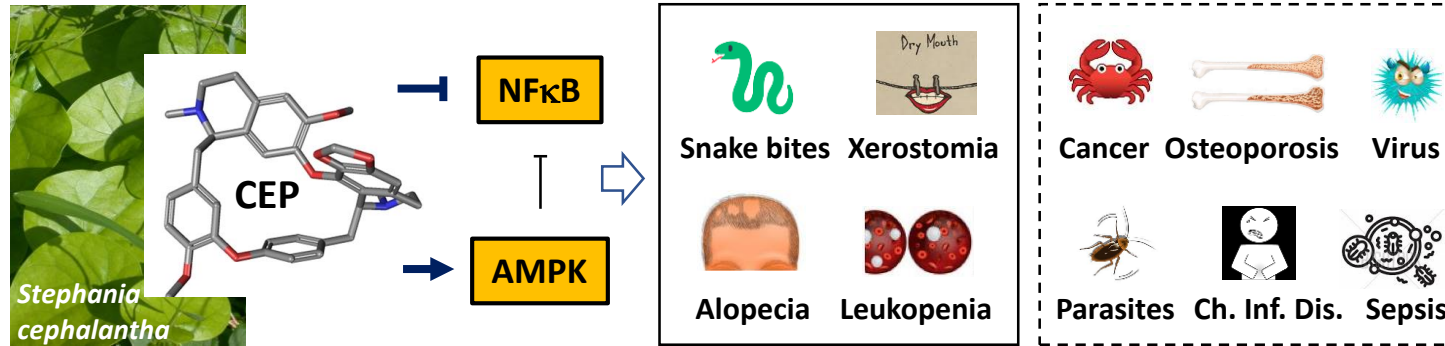 Stephania
cephalantha
CEP
NFκB
AMPK
Dry Mouth
Snake bites
Xerostomia
Alopecia
Leukopenia
Cancer
Osteoporosis
Virus
Parasites
Ch. Inf. Dis.
Sepsis